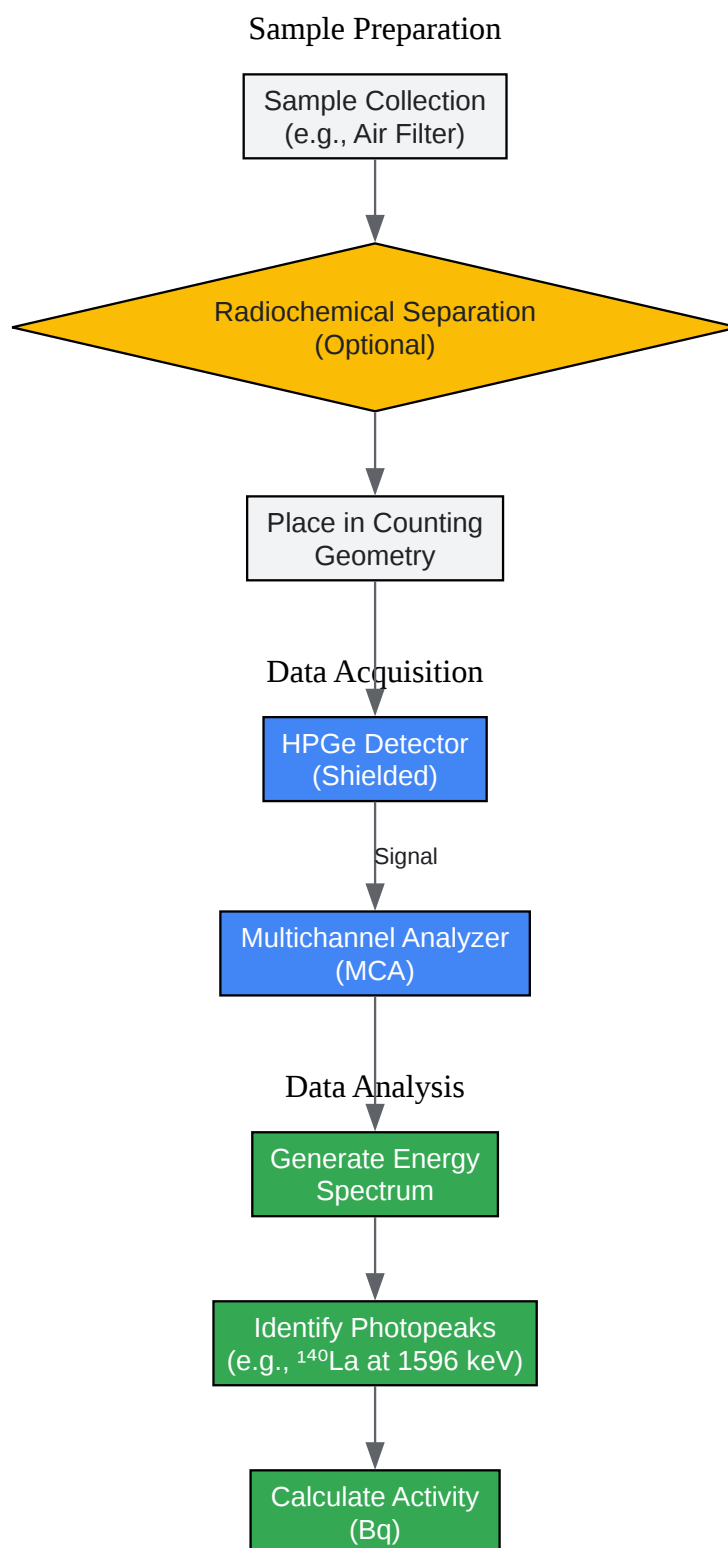 Sample Preparation
Sample Collection
(e.g., Air Filter)
Radiochemical Separation
(Optional)
Place in Counting
Geometry
Data Acquisition
HPGe Detector
(Shielded)
Signal
Multichannel Analyzer
(MCA)
Data Analysis
Generate Energy
Spectrum
Identify Photopeaks
(e.g., ¹⁴⁰La at 1596 keV)
Calculate Activity
(Bq)